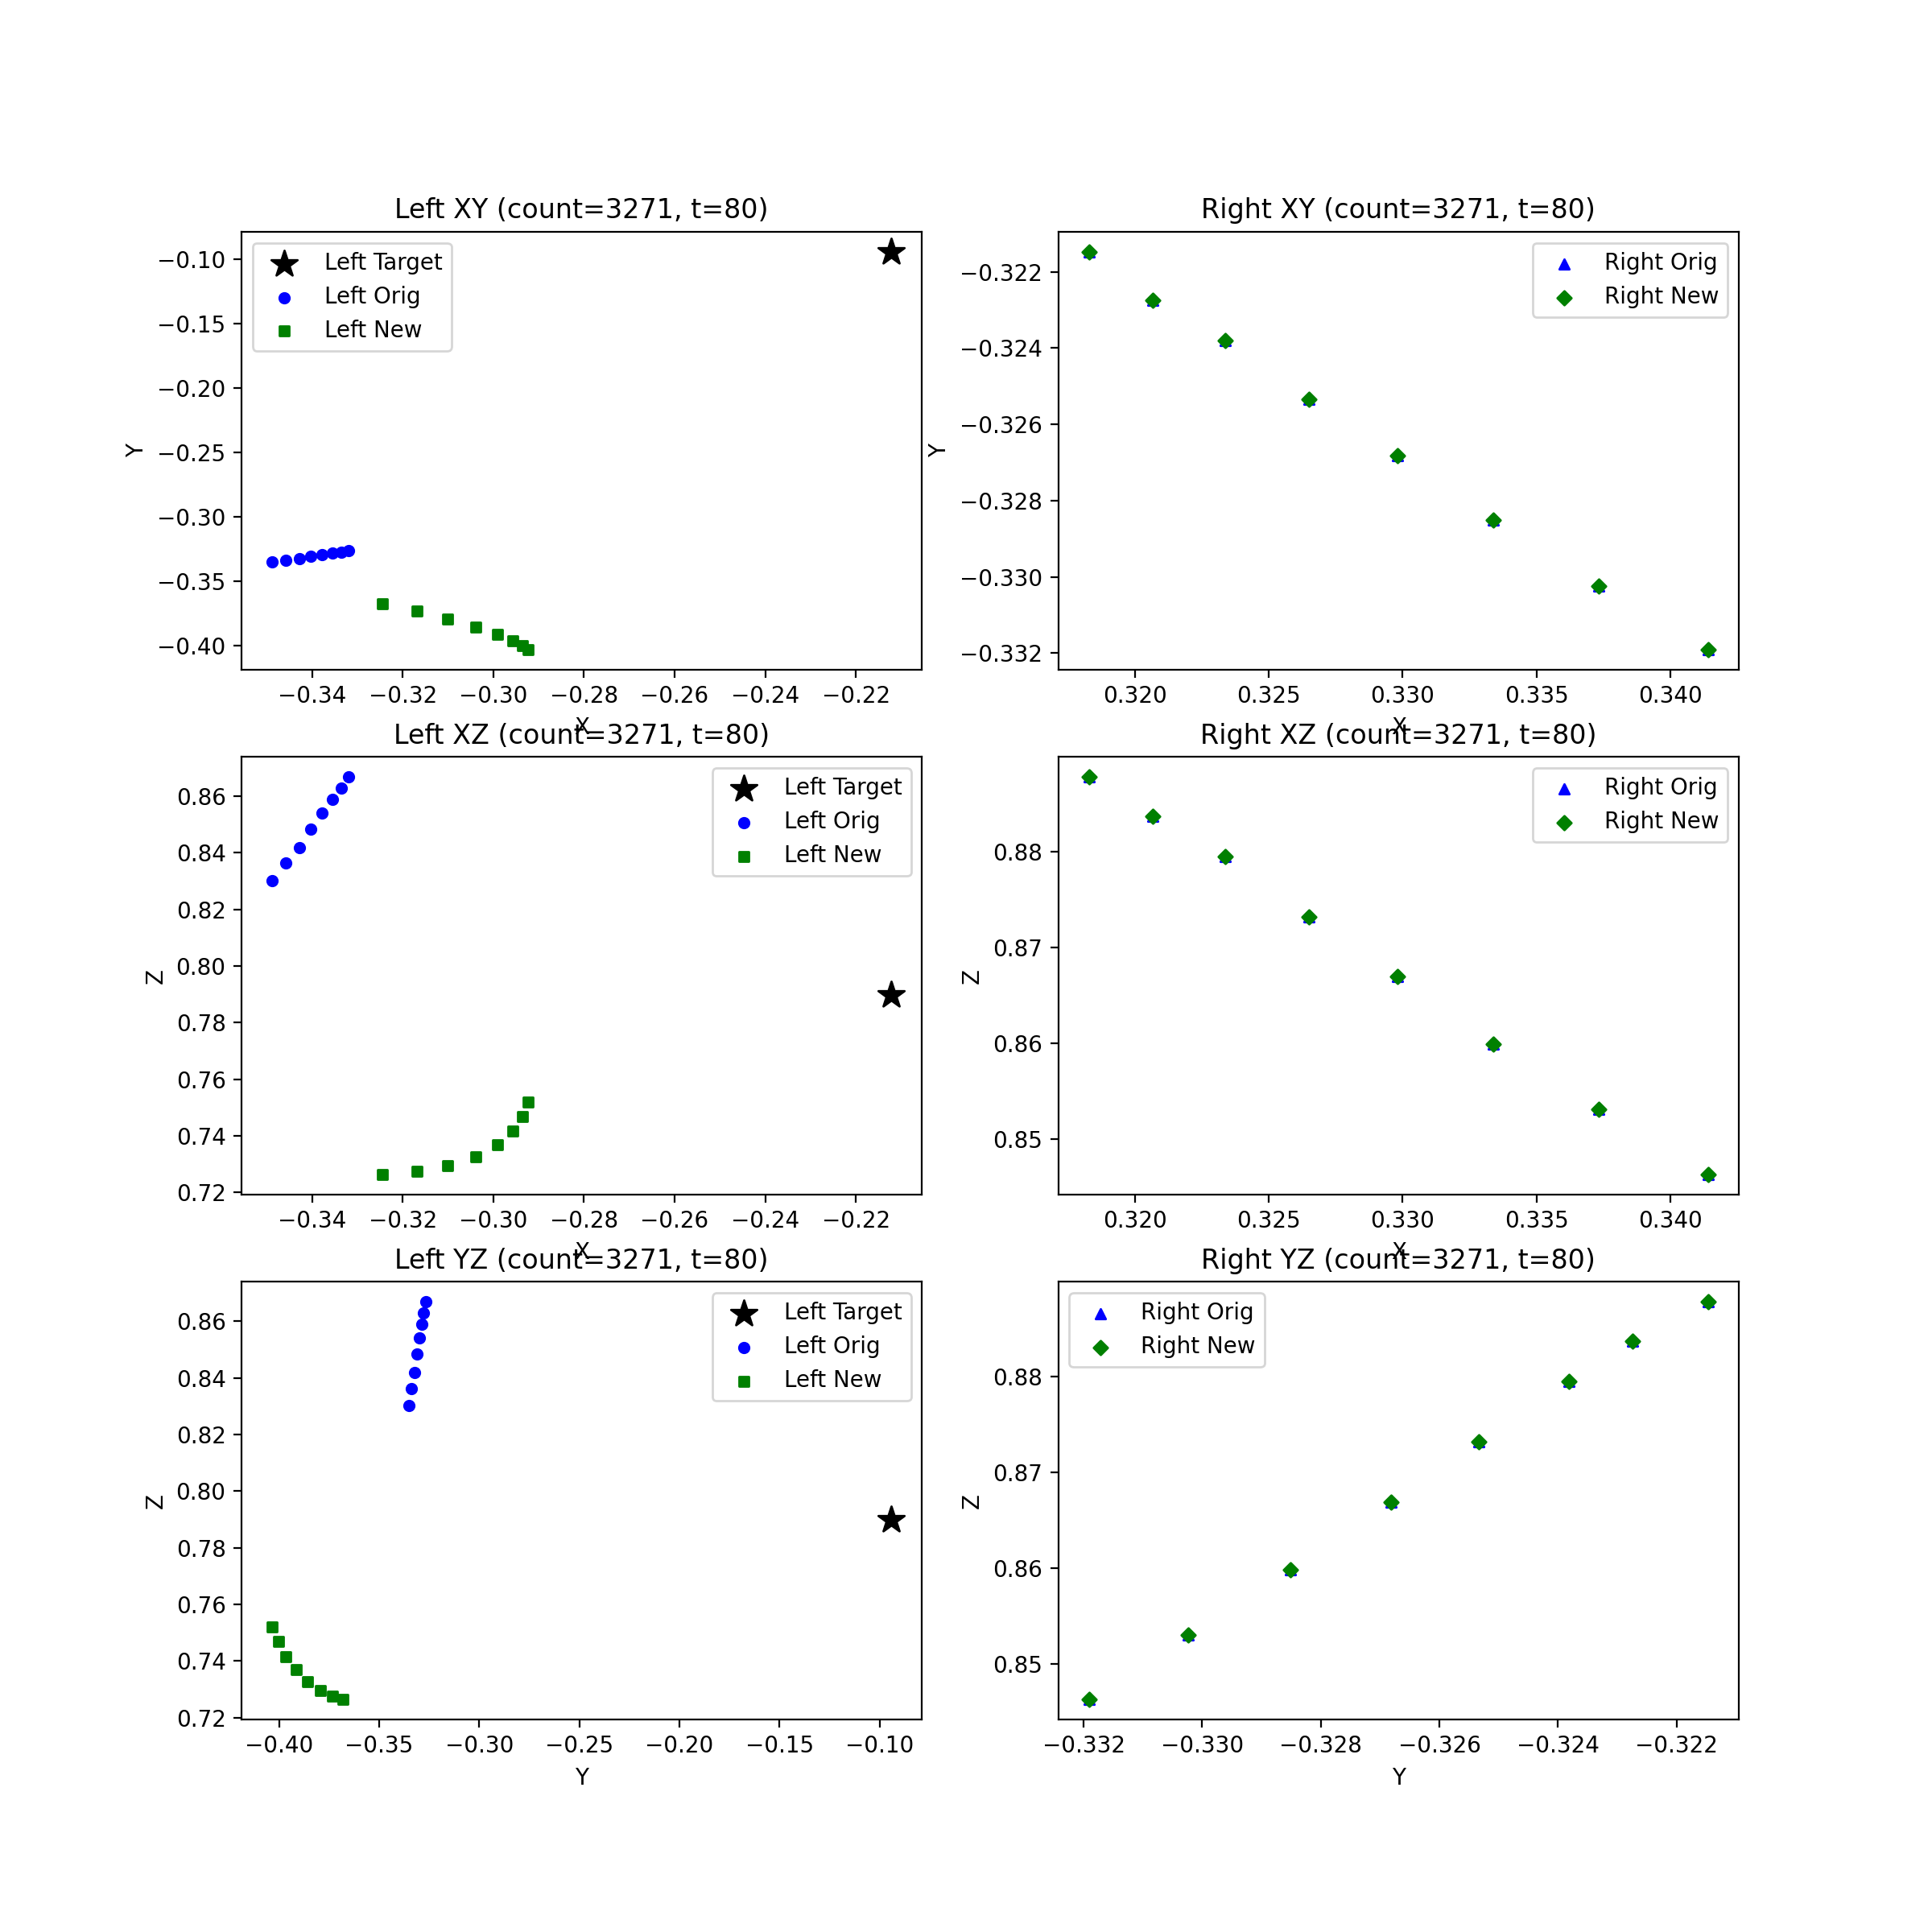 Left XY (count=3271, t=80)
Left Target
Left Orig
Left New
−0.10
−0.15
−0.20
−0.25
−0.30
−0.35
−0.40
Y
−0.34 −0.32 −0.30 −0.28 −0.26 −0.24 −0.22
X
Right XY (count=3271, t=80)
Right Orig
Right New
−0.322
−0.324
−0.326
−0.328
−0.330
−0.332
Y
0.320 0.325 0.330 0.335 0.340
X
Left XZ (count=3271, t=80)
Left Target
Left Orig
Left New
0.86
0.84
0.82
0.80
0.78
0.76
0.74
0.72
Z
−0.34 −0.32 −0.30 −0.28 −0.26 −0.24 −0.22
X
Right XZ (count=3271, t=80)
Right Orig
Right New
0.88
0.87
0.86
0.85
Z
0.320 0.325 0.330 0.335 0.340
X
Left YZ (count=3271, t=80)
Left Target
Left Orig
Left New
0.86
0.84
0.82
0.80
0.78
0.76
0.74
0.72
Z
−0.40 −0.35 −0.30 −0.25 −0.20 −0.15 −0.10
Y
Right YZ (count=3271, t=80)
Right Orig
Right New
0.88
0.87
0.86
0.85
Z
−0.332 −0.330 −0.328 −0.326 −0.324 −0.322
Y